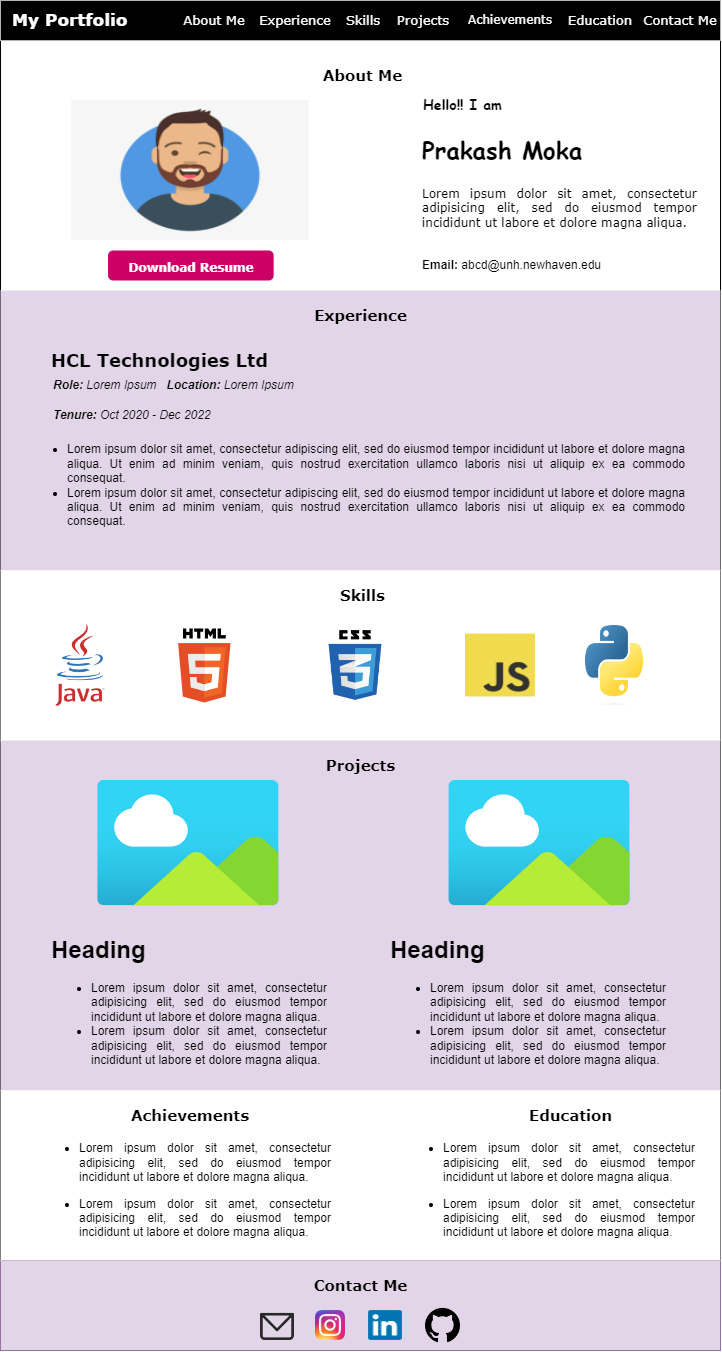 My Portfolio
About Me Experience Skills Projects Achievements Education Contact Me
About Me
Hello!! I am
Prakash Moka
Lorem ipsum dolor sit amet, consectetur
adipisicing elit, sed do eiusmod tempor
incididunt ut labore et dolore magna aliqua.
Email: abcd@unh.newhaven.edu
Download Resume
Experience
HCL Technologies Ltd
Role: Lorem Ipsum Location: Lorem Ipsum
Tenure: Oct 2020 - Dec 2022
Lorem ipsum dolor sit amet, consectetur adipiscing elit, sed do eiusmod tempor incididunt ut labore et dolore magna
aliqua. Ut enim ad minim veniam, quis nostrud exercitation ullamco laboris nisi ut aliquip ex ea commodo
consequat.
Lorem ipsum dolor sit amet, consectetur adipiscing elit, sed do eiusmod tempor incididunt ut labore et dolore magna
aliqua. Ut enim ad minim veniam, quis nostrud exercitation ullamco laboris nisi ut aliquip ex ea commodo
consequat.
Skills
Java
HTML
5
CSS
3
JS
Projects
Heading
Lorem ipsum dolor sit amet, consectetur
adipisicing elit, sed do eiusmod tempor
incididunt ut labore et dolore magna aliqua.
Lorem ipsum dolor sit amet, consectetur
adipisicing elit, sed do eiusmod tempor
incididunt ut labore et dolore magna aliqua.
Heading
Lorem ipsum dolor sit amet, consectetur
adipisicing elit, sed do eiusmod tempor
incididunt ut labore et dolore magna aliqua.
Lorem ipsum dolor sit amet, consectetur
adipisicing elit, sed do eiusmod tempor
incididunt ut labore et dolore magna aliqua.
Achievements
Lorem ipsum dolor sit amet, consectetur
adipisicing elit, sed do eiusmod tempor
incididunt ut labore et dolore magna aliqua.
Lorem ipsum dolor sit amet, consectetur
adipisicing elit, sed do eiusmod tempor
incididunt ut labore et dolore magna aliqua.
Education
Lorem ipsum dolor sit amet, consectetur
adipisicing elit, sed do eiusmod tempor
incididunt ut labore et dolore magna aliqua.
Lorem ipsum dolor sit amet, consectetur
adipisicing elit, sed do eiusmod tempor
incididunt ut labore et dolore magna aliqua.
Contact Me
in